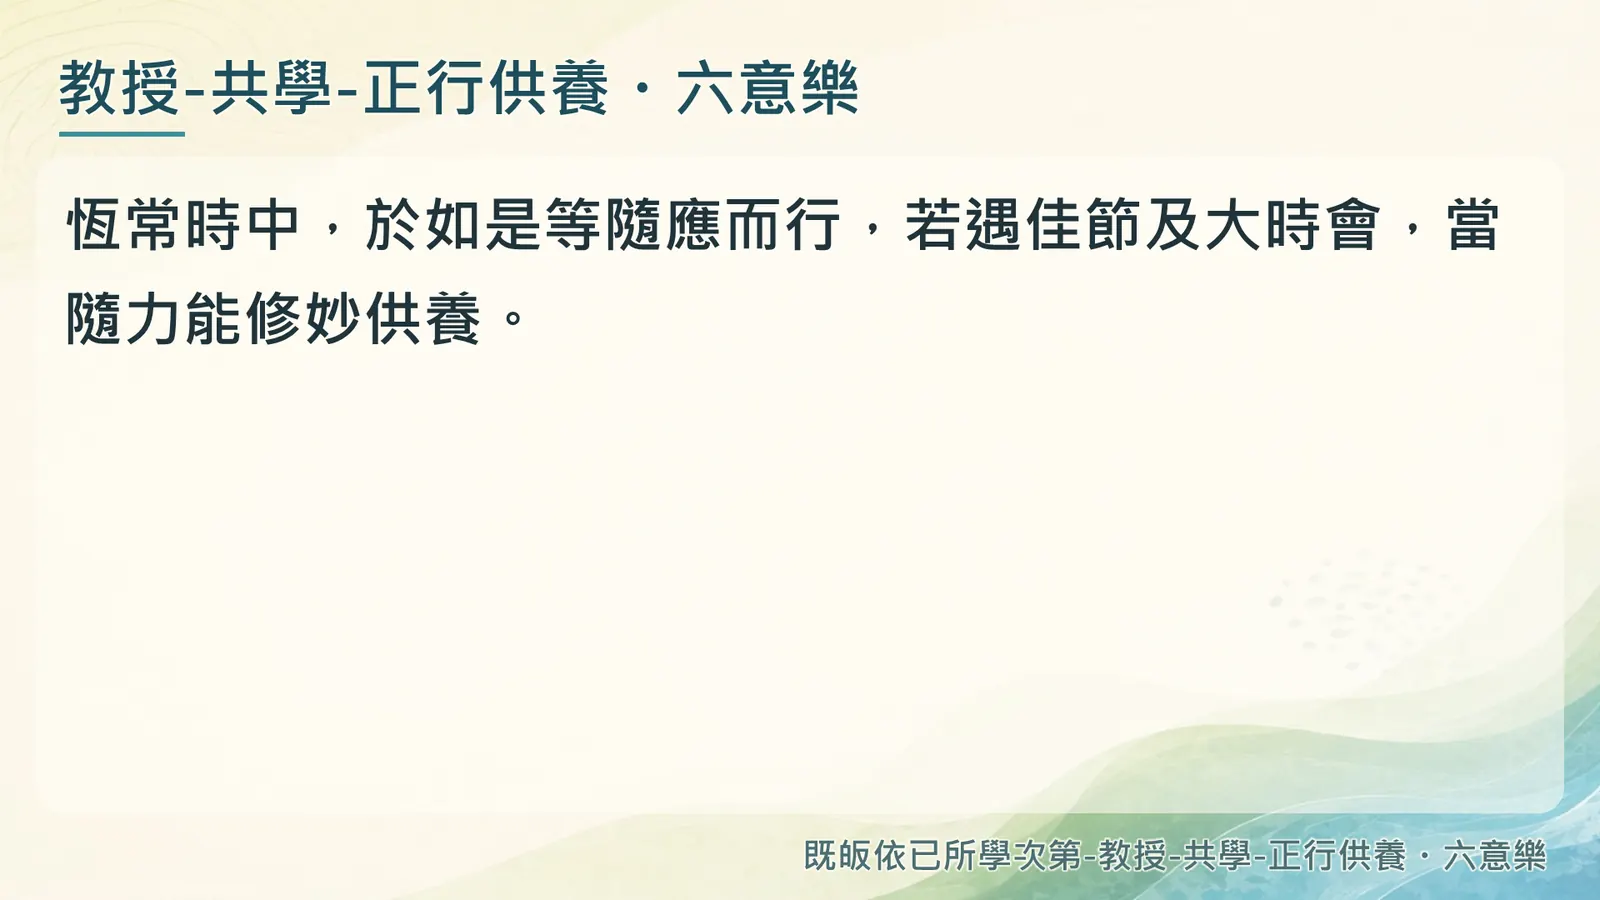 教授-共學-正行供養・六意樂
恆常時中，於如是等隨應而行，若遇佳節及大時會，當
隨力能修妙供養。
既皈依已所學次第-教授-共學-正行供養・六意樂